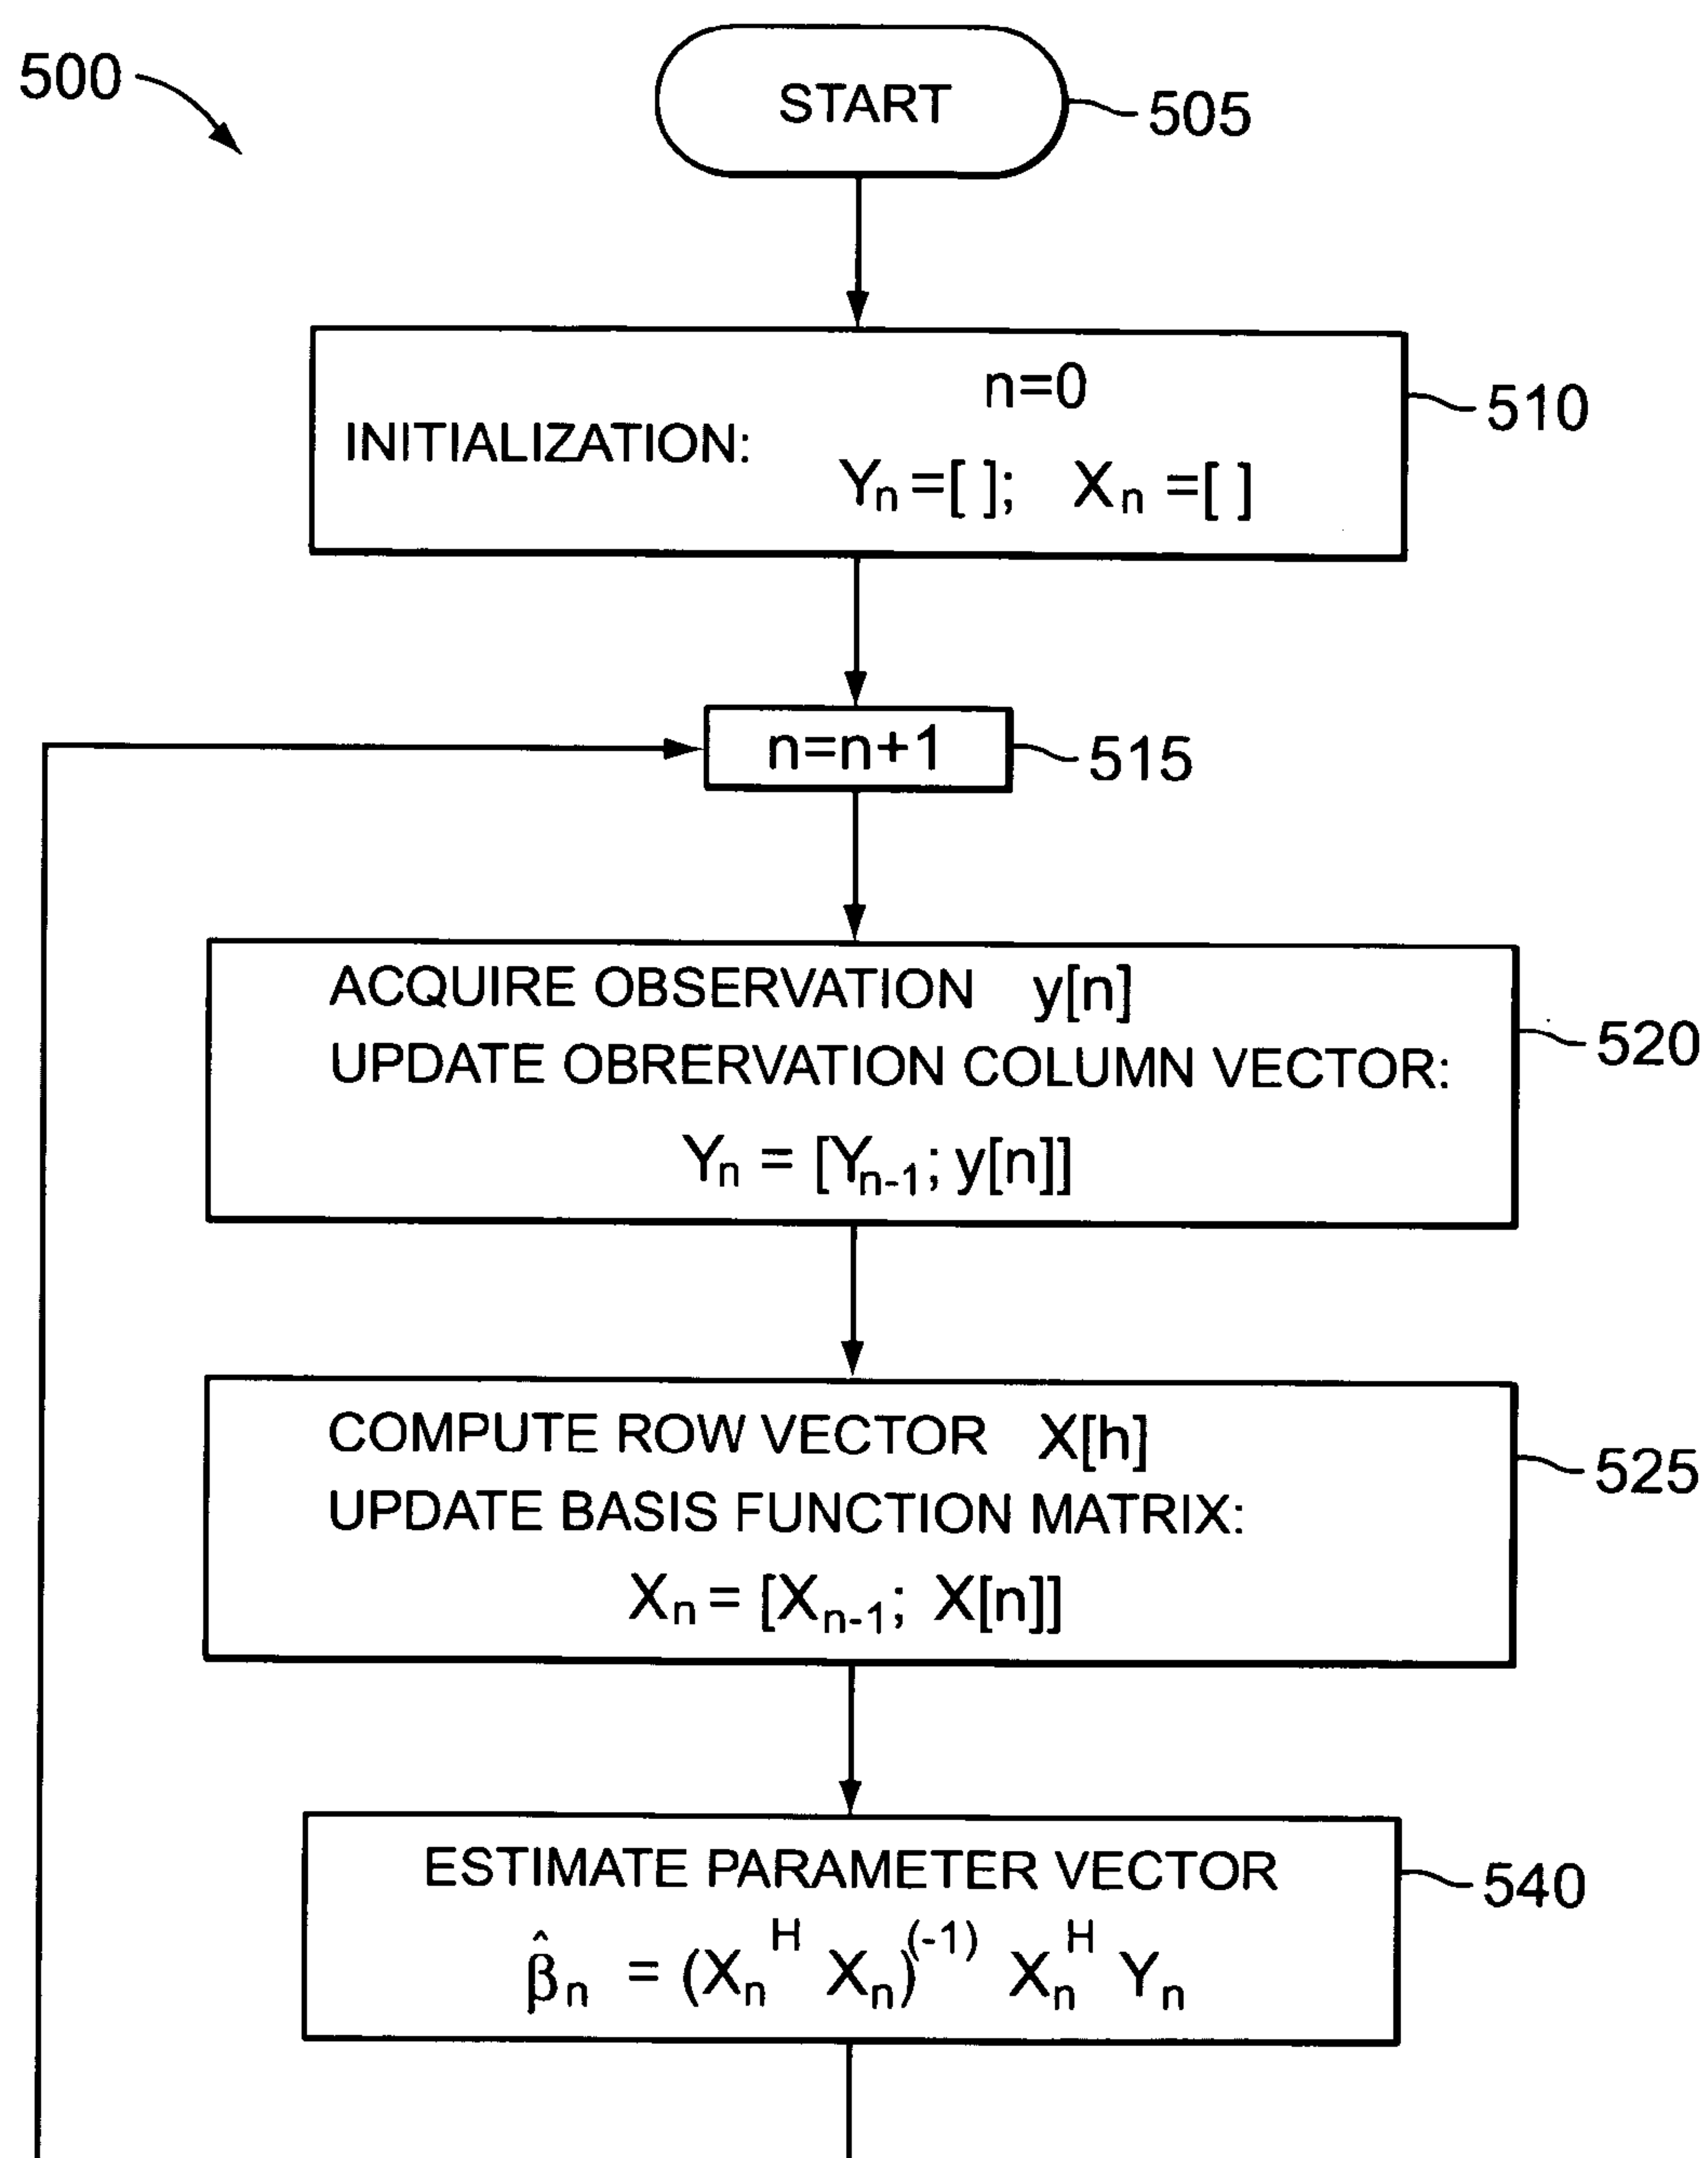 500
START
505
n=0
INITIALIZATION:
Yn =[ ]; Xn =[ ]
510
n=n+1
515
ACQUIRE OBSERVATION y[n]
UPDATE OBRERVATION COLUMN VECTOR:
Yn = [Yn-1; y[n]]
520
COMPUTE ROW VECTOR X[h]
UPDATE BASIS FUNCTION MATRIX:
Xn = [Xn-1; X[n]]
525
ESTIMATE PARAMETER VECTOR
β̂n = (Xn^H Xn)^(-1) Xn^H Yn
540